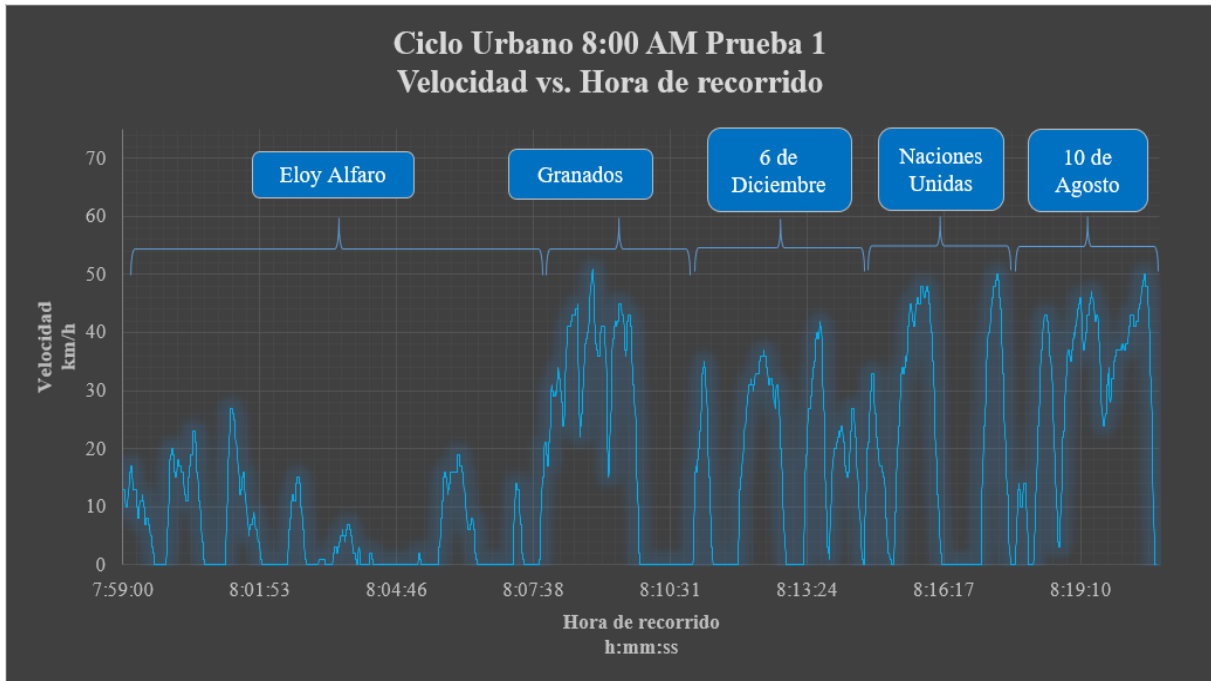 Ciclo Urbano 8:00 AM Prueba 1
Velocidad vs. Hora de recorrido
Eloy Alfaro
Granados
6 de
Diciembre
Naciones
Unidas
10 de
Agosto
Velocidad
km/h
70
60
50
40
30
20
10
0
7:59:00
8:01:53
8:04:46
8:07:38
8:10:31
8:13:24
8:16:17
8:19:10
Hora de recorrido
h:mm:ss